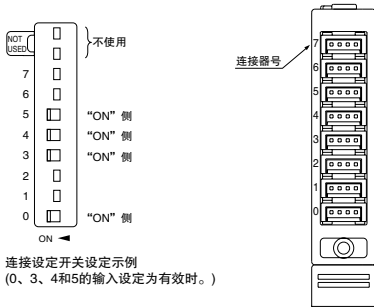 NOT
USED
不使用
7
6
5 “ON”侧
4 “ON”侧
3 “ON”侧
2
1
0 “ON”侧
ON
连接设定开关设定示例
(0、3、4和5的输入设定为有效时。)
连接器号
7
6
5
4
3
2
1
0